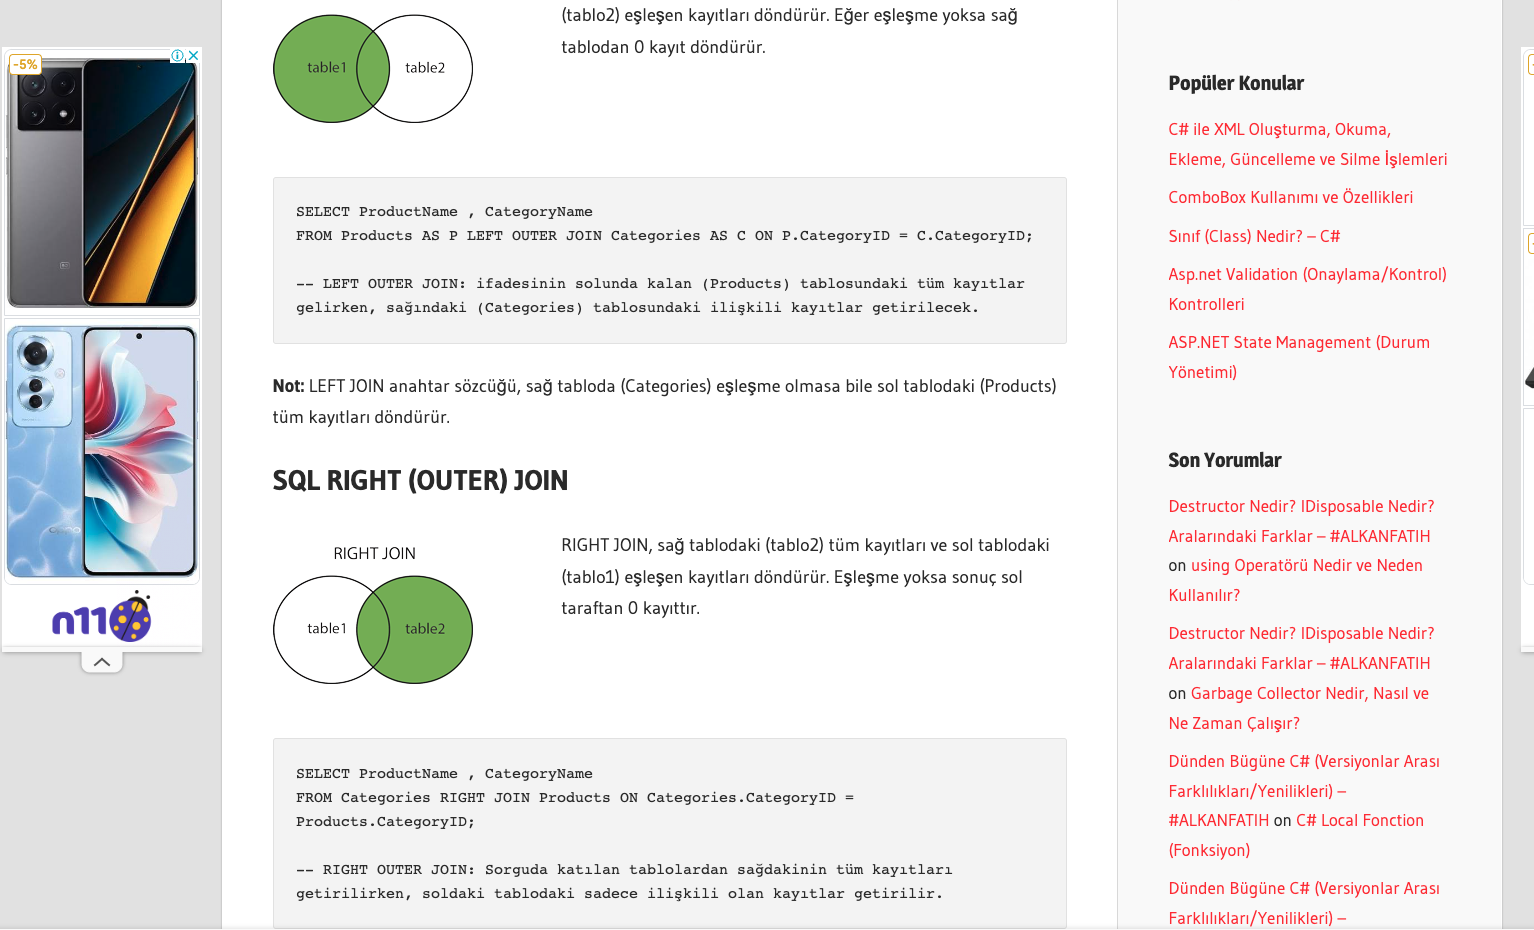 -5%
n11
(tablo2) eşleşen kayıtları döndürür. Eğer eşleşme yoksa sağ
tablodan 0 kayıt döndürür.
table1
table2
SELECT ProductName , CategoryName
FROM Products AS P LEFT OUTER JOIN Categories AS C ON P.CategoryID = C.CategoryID;
-- LEFT OUTER JOIN: ifadesinin solunda kalan (Products) tablosundaki tüm kayıtlar
gelirken, sağındaki (Categories) tablosundaki ilişkili kayıtlar getirilecek.
Not: LEFT JOIN anahtar sözcüğü, sağ tabloda (Categories) eşleşme olmasa bile sol tablodaki (Products)
tüm kayıtları döndürür.
SQL RIGHT (OUTER) JOIN
RIGHT JOIN
table1
table2
RIGHT JOIN, sağ tablodaki (tablo2) tüm kayıtları ve sol tablodaki
(tablo1) eşleşen kayıtları döndürür. Eşleşme yoksa sonuç sol
taraftan 0 kayıttır.
SELECT ProductName , CategoryName
FROM Categories RIGHT JOIN Products ON Categories.CategoryID =
Products.CategoryID;
-- RIGHT OUTER JOIN: Sorguda katılan tablolardan sağdakinin tüm kayıtları
getirilirken, soldaki tablodaki sadece ilişkili olan kayıtlar getirilir.
Popüler Konular
C# ile XML Oluşturma, Okuma,
Ekleme, Güncelleme ve Silme İşlemleri
ComboBox Kullanımı ve Özellikleri
Sınıf (Class) Nedir? – C#
Asp.net Validation (Onaylama/Kontrol)
Kontrolleri
ASP.NET State Management (Durum
Yönetimi)
Son Yorumlar
Destructor Nedir? IDisposable Nedir?
Aralarındaki Farklar – #ALKANFATIH
on using Operatörü Nedir ve Neden
Kullanılır?
Destructor Nedir? IDisposable Nedir?
Aralarındaki Farklar – #ALKANFATIH
on Garbage Collector Nedir, Nasıl ve
Ne Zaman Çalışır?
Dünden Bügüne C# (Versiyonlar Arası
Farklılıkları/Yenilikleri) –
#ALKANFATIH on C# Local Fonction
(Fonksiyon)
Dünden Bügüne C# (Versiyonlar Arası
Farklılıkları/Yenilikleri) –